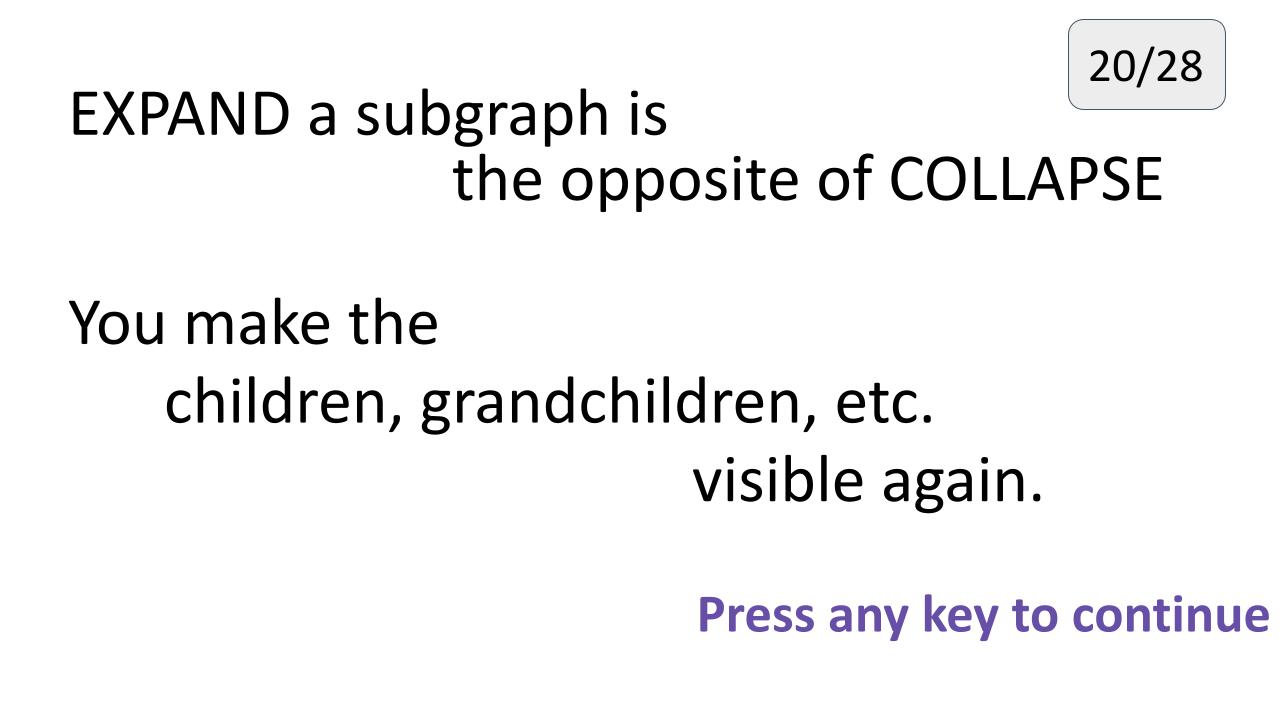 20/28
EXPAND a subgraph is
the opposite of COLLAPSE
You make the
children, grandchildren, etc.
visible again.
Press any key to continue